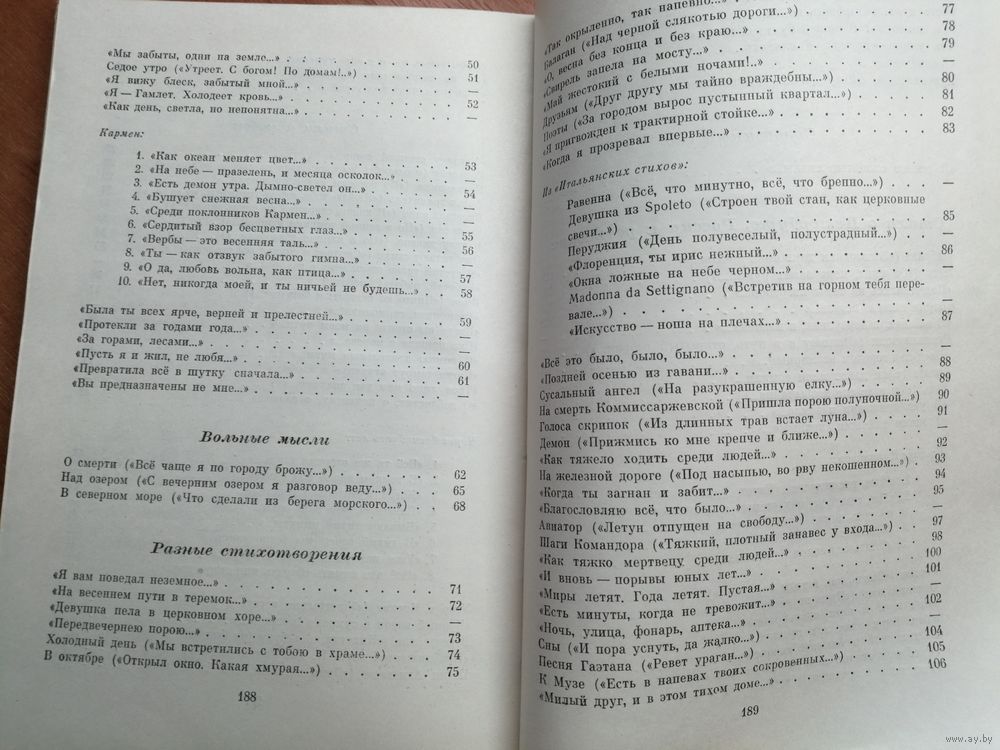 «Мы забыты, одни на земле...» . . . . . . . . 50
Седое утро («Утреет. С богом! По домам!..») . . . . 51
«Я вижу блеск, забытый мной...» . . . . . . . —
«Я — Гамлет. Холодеет кровь...» . . . . . . . 52
«Как день, светла, но непонятна...» . . . . . . —
Кармен:
1. «Как океан меняет цвет...» . . . . . . . 53
2. «На небе — празелень, и месяца осколок...» . . . —
3. «Есть демон утра. Дымно-светел он...» . . . . 54
4. «Бушует снежная весна...» . . . . . . . —
5. «Среди поклонников Кармен...» . . . . . . —
6. «Сердитый взор бесцветных глаз...» . . . . . 55
7. «Вербы — это весенняя таль...» . . . . . . 56
8. «Ты — как отзвук забытого гимна...» . . . . . —
9. «О да, любовь вольна, как птица...» . . . . . 57
10. «Нет, никогда моей, и ты ничьей не будешь...» . . 58
«Была ты всех ярче, верней и прелестней...» . . . . 59
«Протекли за годами года...» . . . . . . . . —
«За горами, лесами...» . . . . . . . . . . —
«Пусть я и жил, не любя...» . . . . . . . . 60
«Превратила всё в шутку сначала...» . . . . . . 61
«Вы предназначены не мне...» . . . . . . . . —
Вольные мысли
О смерти («Всё чаще я по городу брожу...») . . . . 62
Над озером («С вечерним озером я разговор веду...») . . 65
В северном море («Что сделали из берега морского...») . 68
Разные стихотворения
«Я вам поведал неземное...» . . . . . . . . 71
«На весеннем пути в теремок...» . . . . . . . 72
«Девушка пела в церковном хоре...» . . . . . . —
«Передвечернею порою...» . . . . . . . . . 73
Холодный день («Мы встретились с тобою в храме...») . . 74
В октябре («Открыл окно. Какая хмурая...») . . . . 75
188
«Так окрыленно, так напевно...» . . . . . . . 77
Балаган («Над черной слякотью дороги...») . . . . 78
«О, весна без конца и без краю...» . . . . . . 79
«Свирель запела на мосту...» . . . . . . . . —
«Май жестокий с белыми ночами!..» . . . . . . 80
Друзьям («Друг другу мы тайно враждебны...») . . . 81
Поэты («За городом вырос пустынный квартал...») . . 82
«Я пригвожден к трактирной стойке...» . . . . . 83
«Когда я прозревал впервые...» . . . . . . .
Из «Итальянских стихов»:
Равенна («Всё, что минутно, всё, что бренно...») . . . —
Девушка из Spoleto («Строен твой стан, как церковные
свечи...») . . . . . . . . . . . . 85
Перуджия («День полувеселый, полустрадный...») . . —
«Флоренция, ты ирис нежный...» . . . . . . 86
«Окна ложные на небе черном...» . . . . . . —
Madonna da Settignano («Встретив на горном тебя пере-
вале...») . . . . . . . . . . . . —
«Искусство — ноша на плечах...» . . . . . . 87
«Всё это было, было, было...» . . . . . . . . —
«Поздней осенью из гавани...» . . . . . . . . 88
Сусальный ангел («На разукрашенную елку...») . . . 89
На смерть Коммиссаржевской («Пришла порою полуночной...») 90
Голоса скрипок («Из длинных трав встает луна...») . . 91
Демон («Прижмись ко мне крепче и ближе...») . . . —
«Как тяжело ходить среди людей...» . . . . . . 92
На железной дороге («Под насыпью, во рву некошенном...») 93
«Когда ты загнан и забит...» . . . . . . . . 94
«Благословляю всё, что было...» . . . . . . . 95
Авиатор («Летун отпущен на свободу...») . . . . —
Шаги Командора («Тяжкий, плотный занавес у входа...») . 97
«Как тяжко мертвецу среди людей...» . . . . . . 98
«И вновь — порывы юных лет...» . . . . . . . 100
«Миры летят. Года летят. Пустая...» . . . . . . 101
«Есть минуты, когда не тревожит...» . . . . . . —
«Ночь, улица, фонарь, аптека...» . . . . . . . 102
Сны («И пора уснуть, да жалко...») . . . . . . —
Песня Гаэтана («Ревет ураган...») . . . . . . 104
К Музе («Есть в напевах твоих сокровенных...») . . . 105
«Милый друг, и в этом тихом доме...» . . . . . 106
189
www.ay.by